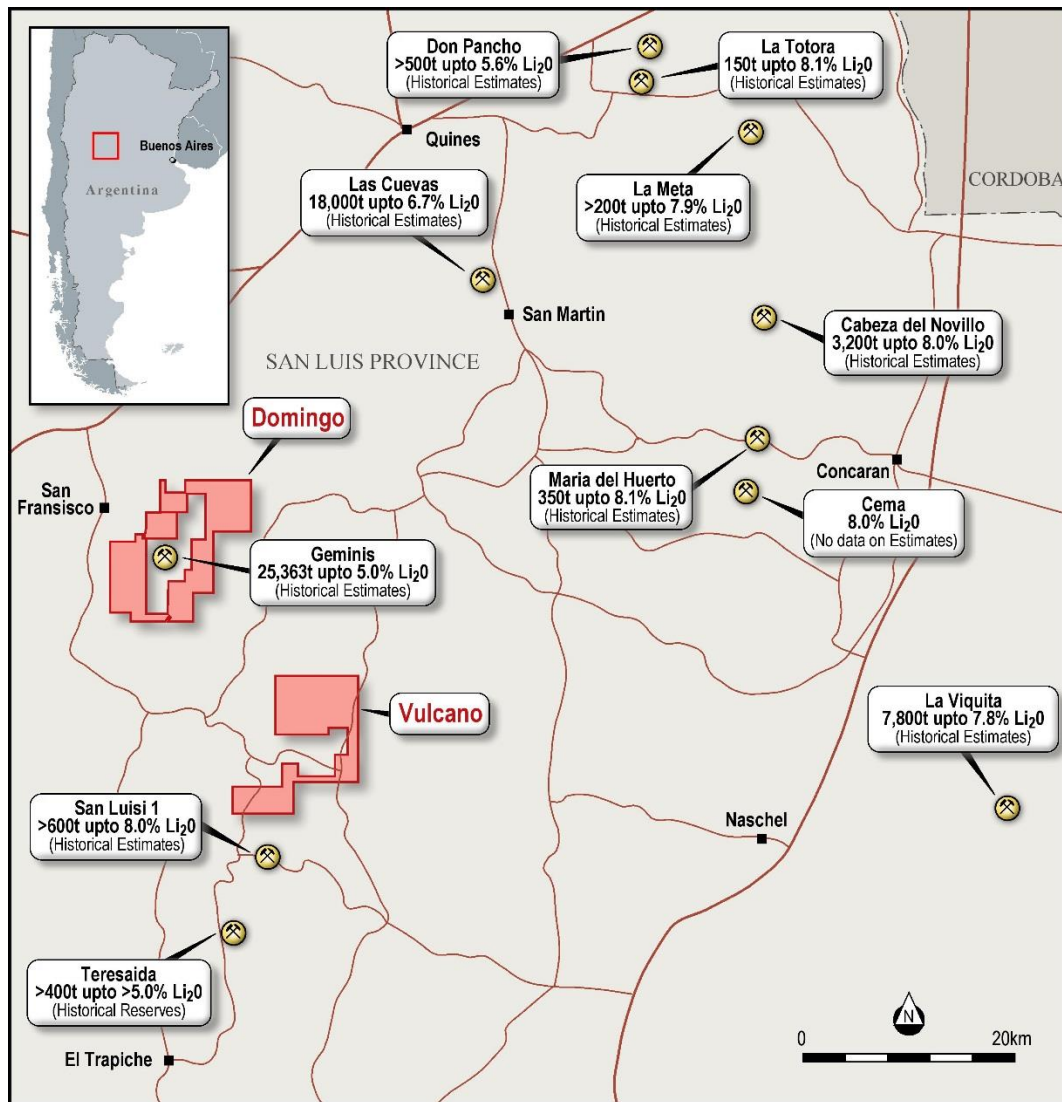 Don Pancho
>500t upto 5.6% Li₂0
(Historical Estimates)
La Totora
150t upto 8.1% Li₂0
(Historical Estimates)
Buenos Aires
Argentina
Quines
Las Cuevas
18,000t upto 6.7% Li₂0
(Historical Estimates)
La Meta
>200t upto 7.9% Li₂0
(Historical Estimates)
CORDOBA
San Martin
Cabeza del Novillo
3,200t upto 8.0% Li₂0
(Historical Estimates)
SAN LUIS PROVINCE
Domingo
San
Fransisco
Maria del Huerto
350t upto 8.1% Li₂0
(Historical Estimates)
Concaran
Cema
8.0% Li₂0
(No data on Estimates)
Geminis
25,363t upto 5.0% Li₂0
(Historical Estimates)
Vulcano
La Viquita
7,800t upto 7.8% Li₂0
(Historical Estimates)
San Luisi 1
>600t upto 8.0% Li₂0
(Historical Estimates)
Naschel
Teresaida
>400t upto >5.0% Li₂0
(Historical Reserves)
El Trapiche
N
0 20km